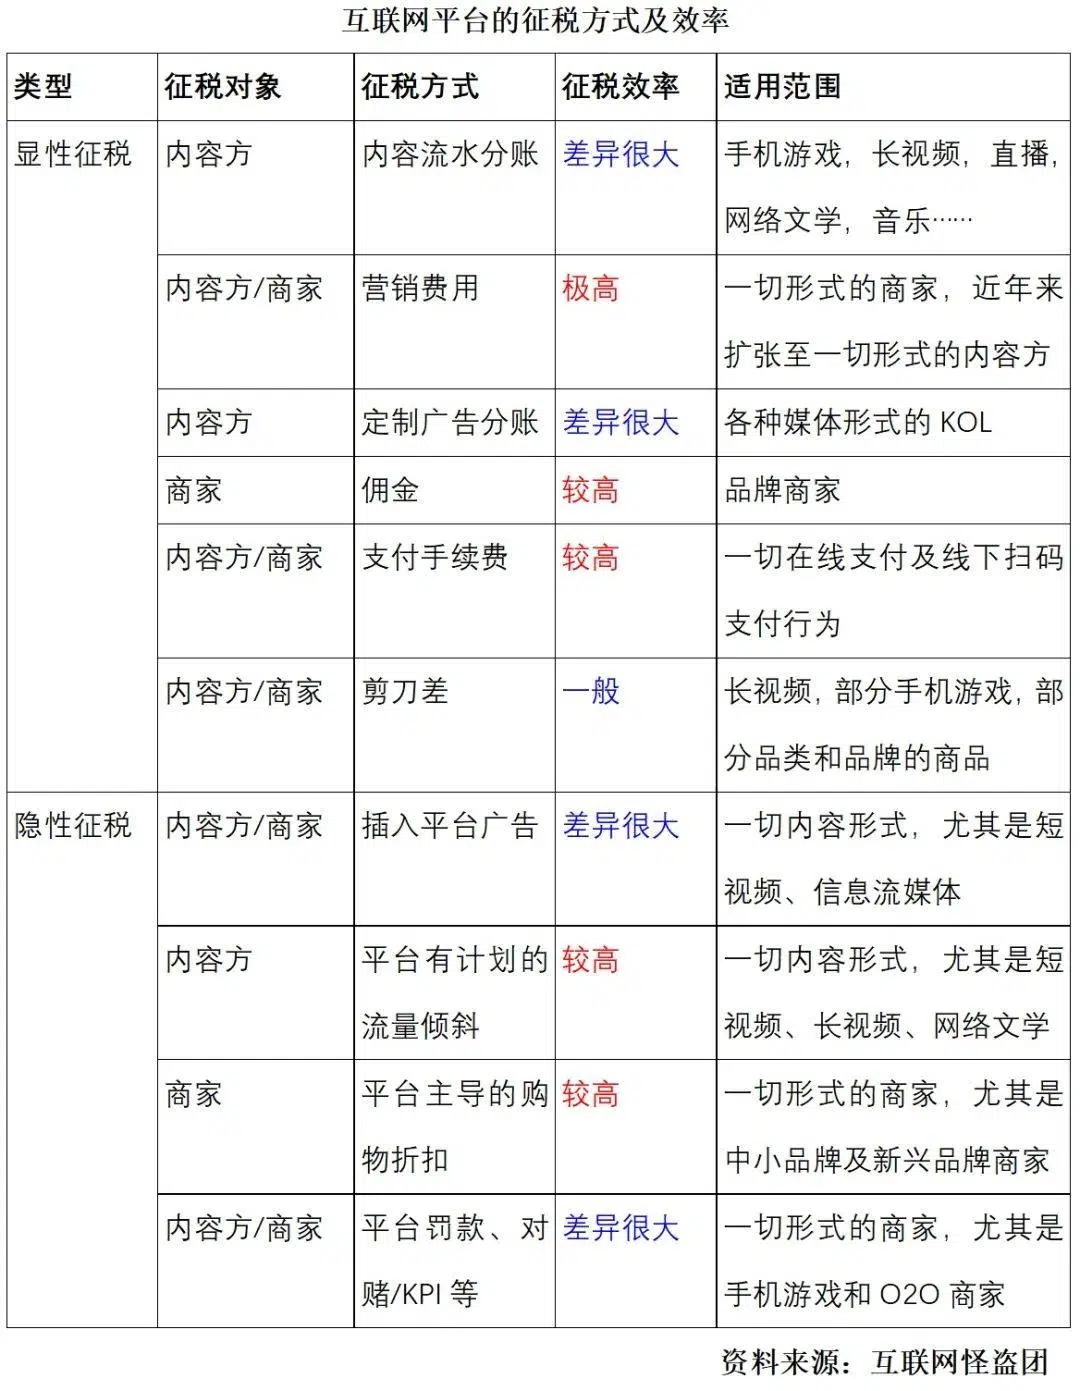 互联网平台的征税方式及效率
类型 征税对象 征税方式 征税效率 适用范围
显性征税 内容方 内容流水分账 差异很大 手机游戏，长视频，直播，
网络文学，音乐……
内容方/商家 营销费用 极高 一切形式的商家，近年来
扩张至一切形式的内容方
内容方 定制广告分账 差异很大 各种媒体形式的 KOL
商家 佣金 较高 品牌商家
内容方/商家 支付手续费 较高 一切在线支付及线下扫码
支付行为
内容方/商家 剪刀差 一般 长视频，部分手机游戏，部
分品类和品牌的商品
隐性征税 内容方/商家 插入平台广告 差异很大 一切内容形式，尤其是短
视频、信息流媒体
内容方 平台有计划的 较高 一切内容形式，尤其是短
流量倾斜 视频、长视频、网络文学
商家 平台主导的购 较高 一切形式的商家，尤其是
物折扣 中小品牌及新兴品牌商家
内容方/商家 平台罚款、对 差异很大 一切形式的商家，尤其是
赌/KPI 等 手机游戏和 O2O 商家
资料来源：互联网怪盗团